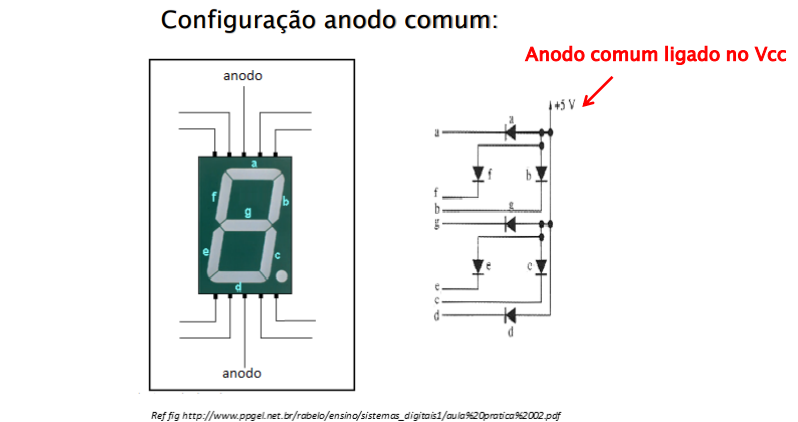 Configuração anodo comum:
Anodo comum ligado no Vcc
anodo
a
f
b
g
e
c
d
anodo
+5 V
a
a
f
b
f
b
g
g
e
c
e
c
d
d
Ref fig http://www.ppgel.net.br/rabelo/ensino/sistemas_digitais1/aula%20pratica%2002.pdf